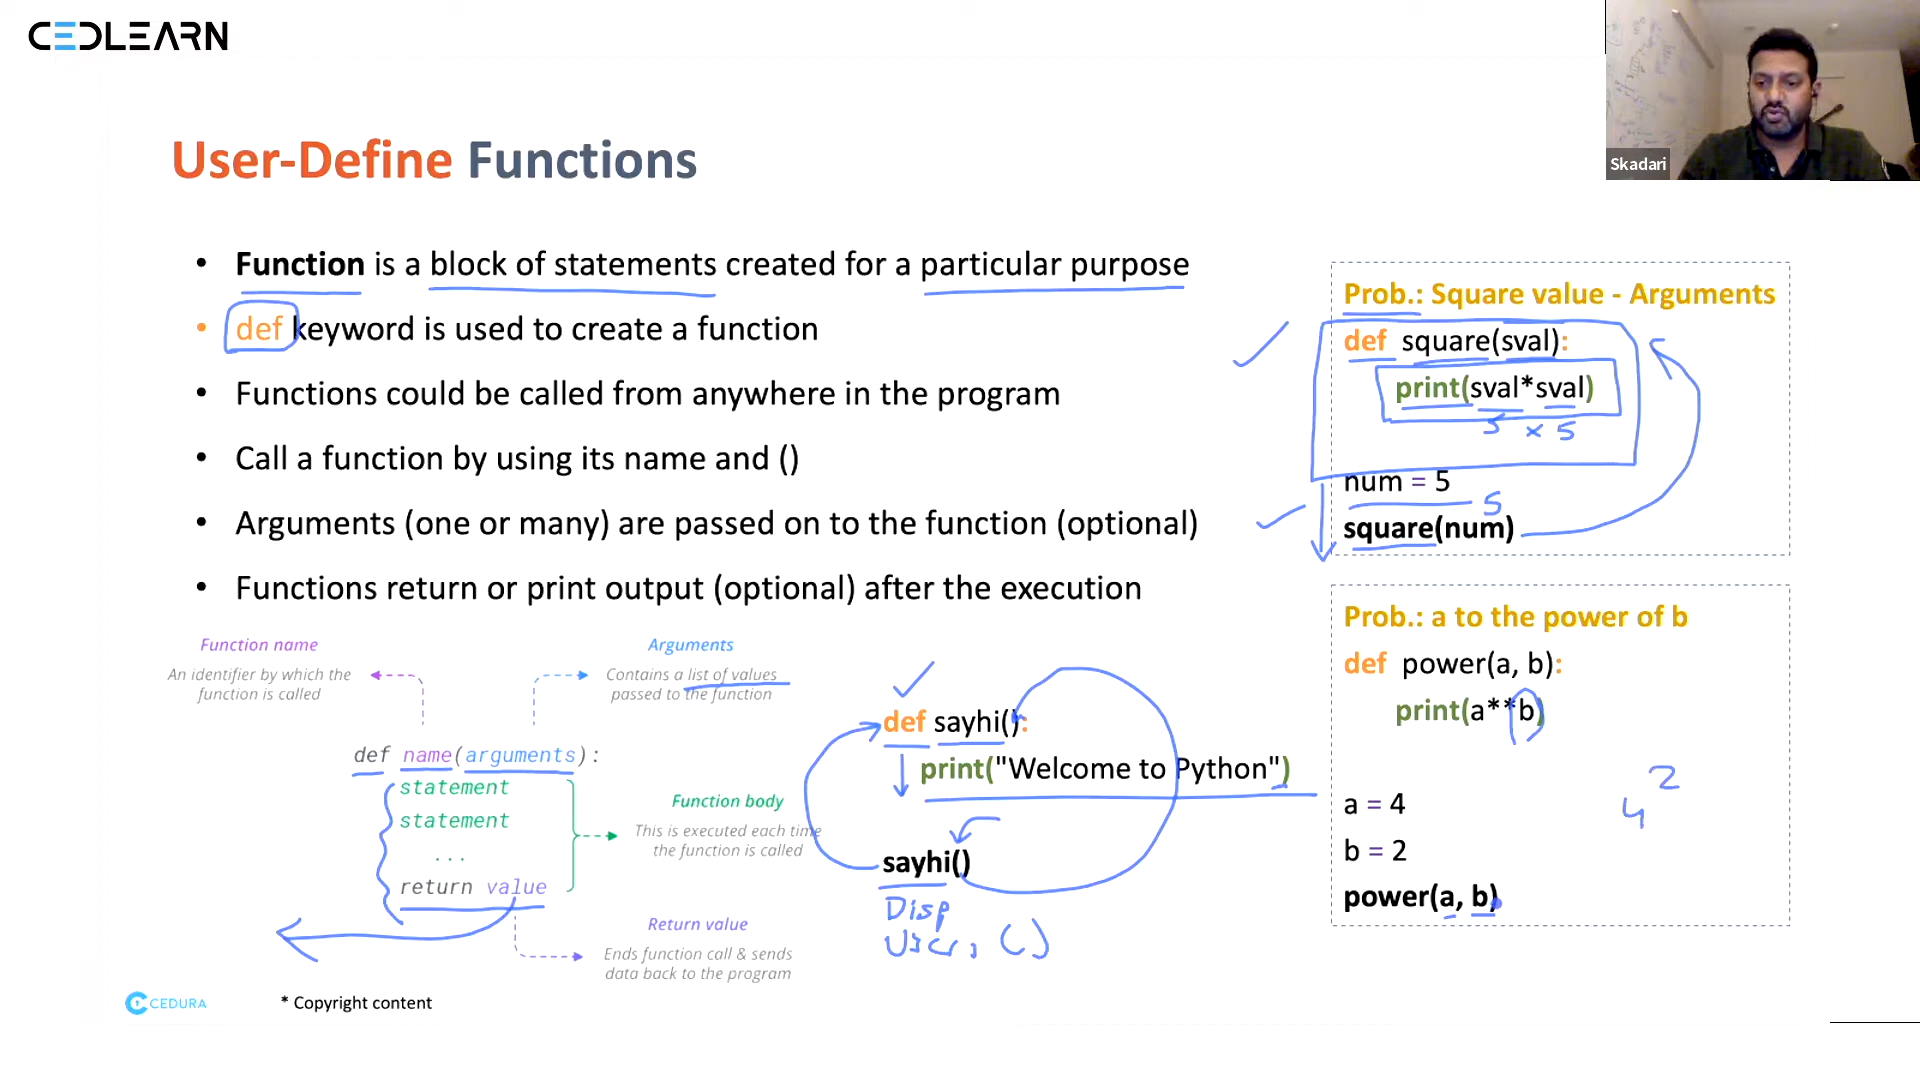 CEDLEARN
Skadari
User-Define Functions
• Function is a block of statements created for a particular purpose
• def keyword is used to create a function
• Functions could be called from anywhere in the program
• Call a function by using its name and ()
• Arguments (one or many) are passed on to the function (optional)
• Functions return or print output (optional) after the execution
Function name
An identifier by which the
function is called
Arguments
Contains a list of values
passed to the function
def name(arguments):
statement
statement
...
return value
Function body
This is executed each time
the function is called
Return value
Ends function call & sends
data back to the program
def sayhi():
print("Welcome to Python")
sayhi()
Disp
Prob.: Square value - Arguments
def square(sval):
print(sval*sval)
5 × 5
num = 5
5
square(num)
Prob.: a to the power of b
def power(a, b):
print(a**b)
4 2
a = 4
b = 2
power(a, b)
CEDURA
* Copyright content